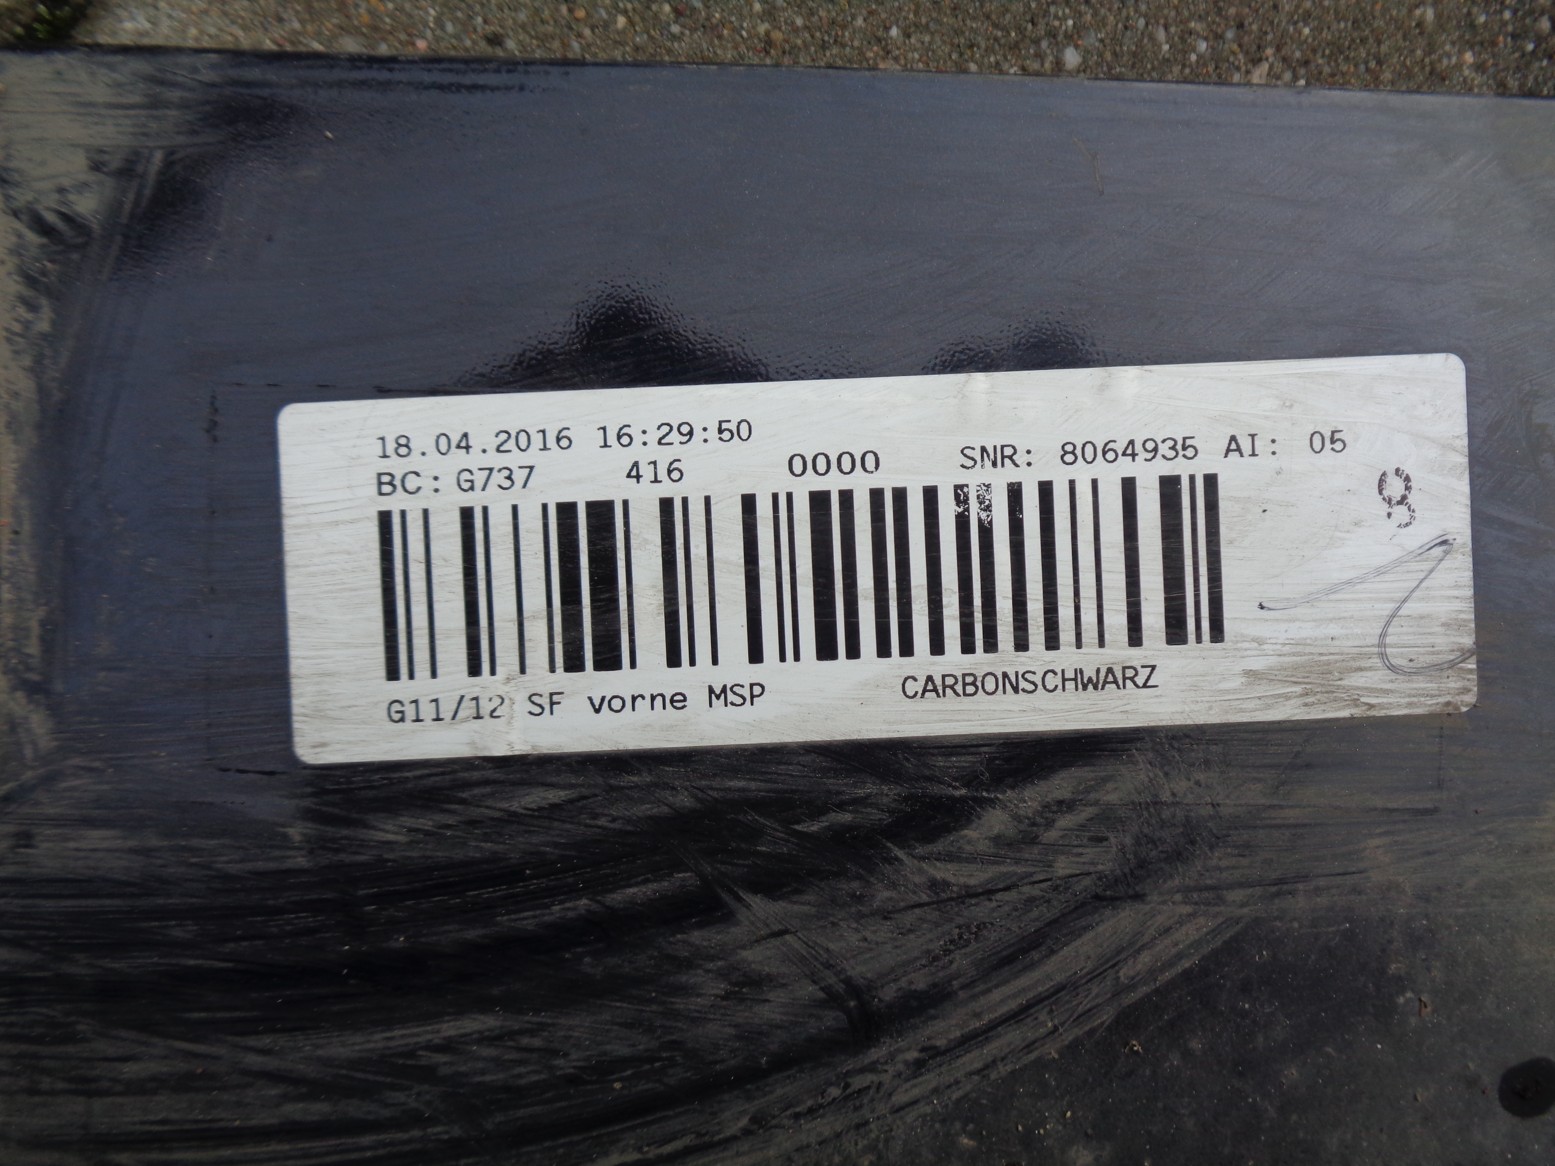 18.04.2016 16:29:50
BC: G737 416 0000 SNR: 8064935 AI: 05
G11/12 SF vorne MSP CARBONSCHWARZ